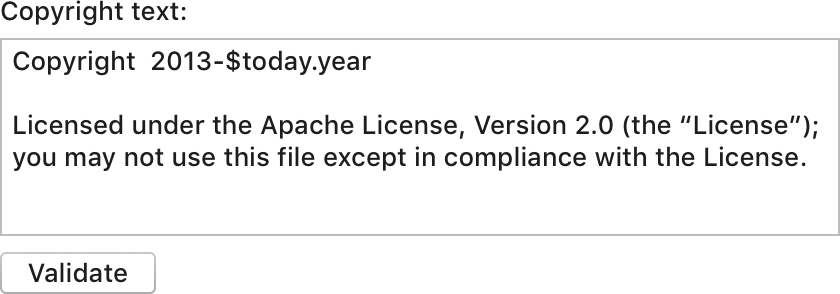 Copyright text:
Copyright  2013-$today.year
Licensed under the Apache License, Version 2.0 (the “License”);
you may not use this file except in compliance with the License.
Validate